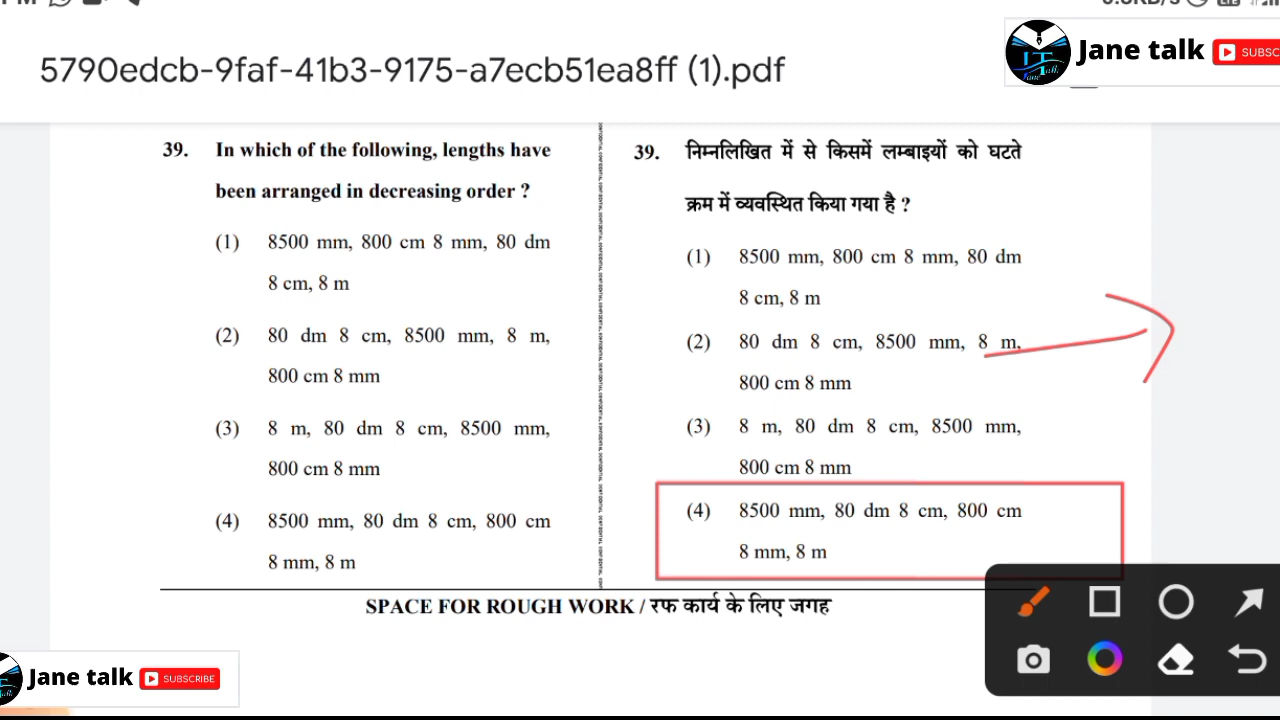 5790edcb-9faf-41b3-9175-a7ecb51ea8ff (1).pdf
Jane talk
39. In which of the following, lengths have
been arranged in decreasing order ?
(1) 8500 mm, 800 cm 8 mm, 80 dm
8 cm, 8 m
(2) 80 dm 8 cm, 8500 mm, 8 m,
800 cm 8 mm
(3) 8 m, 80 dm 8 cm, 8500 mm,
800 cm 8 mm
(4) 8500 mm, 80 dm 8 cm, 800 cm
8 mm, 8 m
39. निम्नलिखित में से किसमें लम्बाइयों को घटते
क्रम में व्यवस्थित किया गया है ?
(1) 8500 mm, 800 cm 8 mm, 80 dm
8 cm, 8 m
(2) 80 dm 8 cm, 8500 mm, 8 m,
800 cm 8 mm
(3) 8 m, 80 dm 8 cm, 8500 mm,
800 cm 8 mm
(4) 8500 mm, 80 dm 8 cm, 800 cm
8 mm, 8 m
SPACE FOR ROUGH WORK / रफ कार्य के लिए जगह
Jane talk SUBSCRIBE